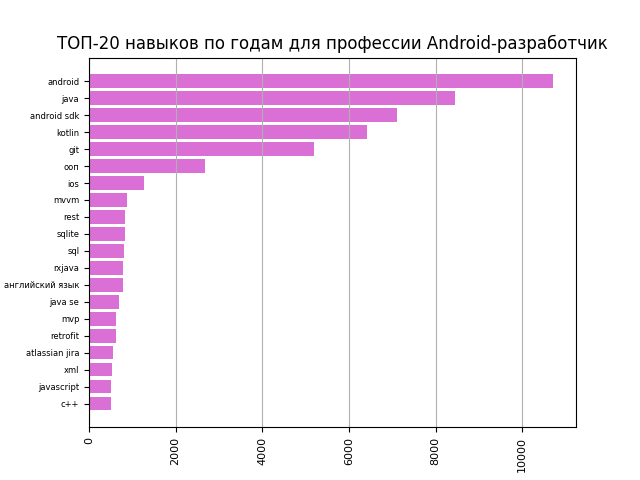 ТОП-20 навыков по годам для профессии Android-разработчик
android
java
android sdk
kotlin
git
ооп
ios
mvvm
rest
sqlite
sql
rxjava
английский язык
java se
mvp
retrofit
atlassian jira
xml
javascript
c++
0
2000
4000
6000
8000
10000